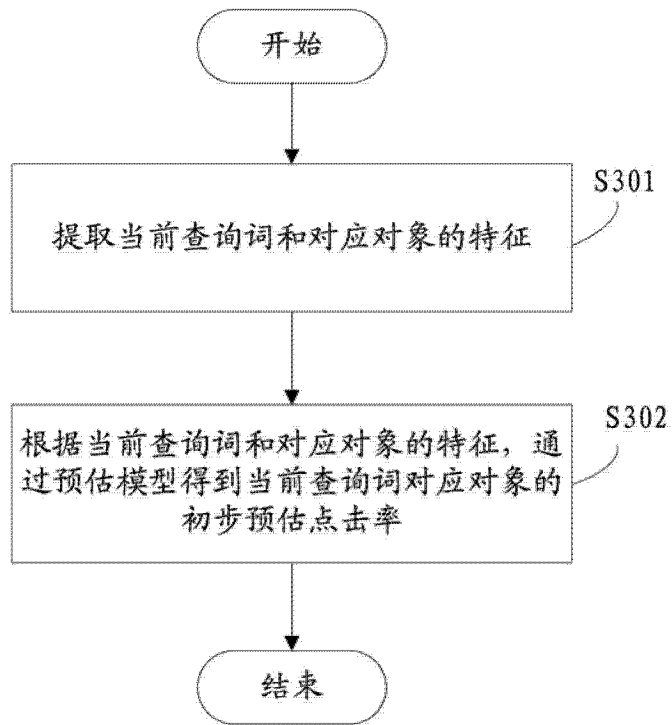 开始
S301
提取当前查询词和对应对象的特征
S302
根据当前查询词和对应对象的特征，通
过预估模型得到当前查询词对应对象的
初步预估点击率
结束